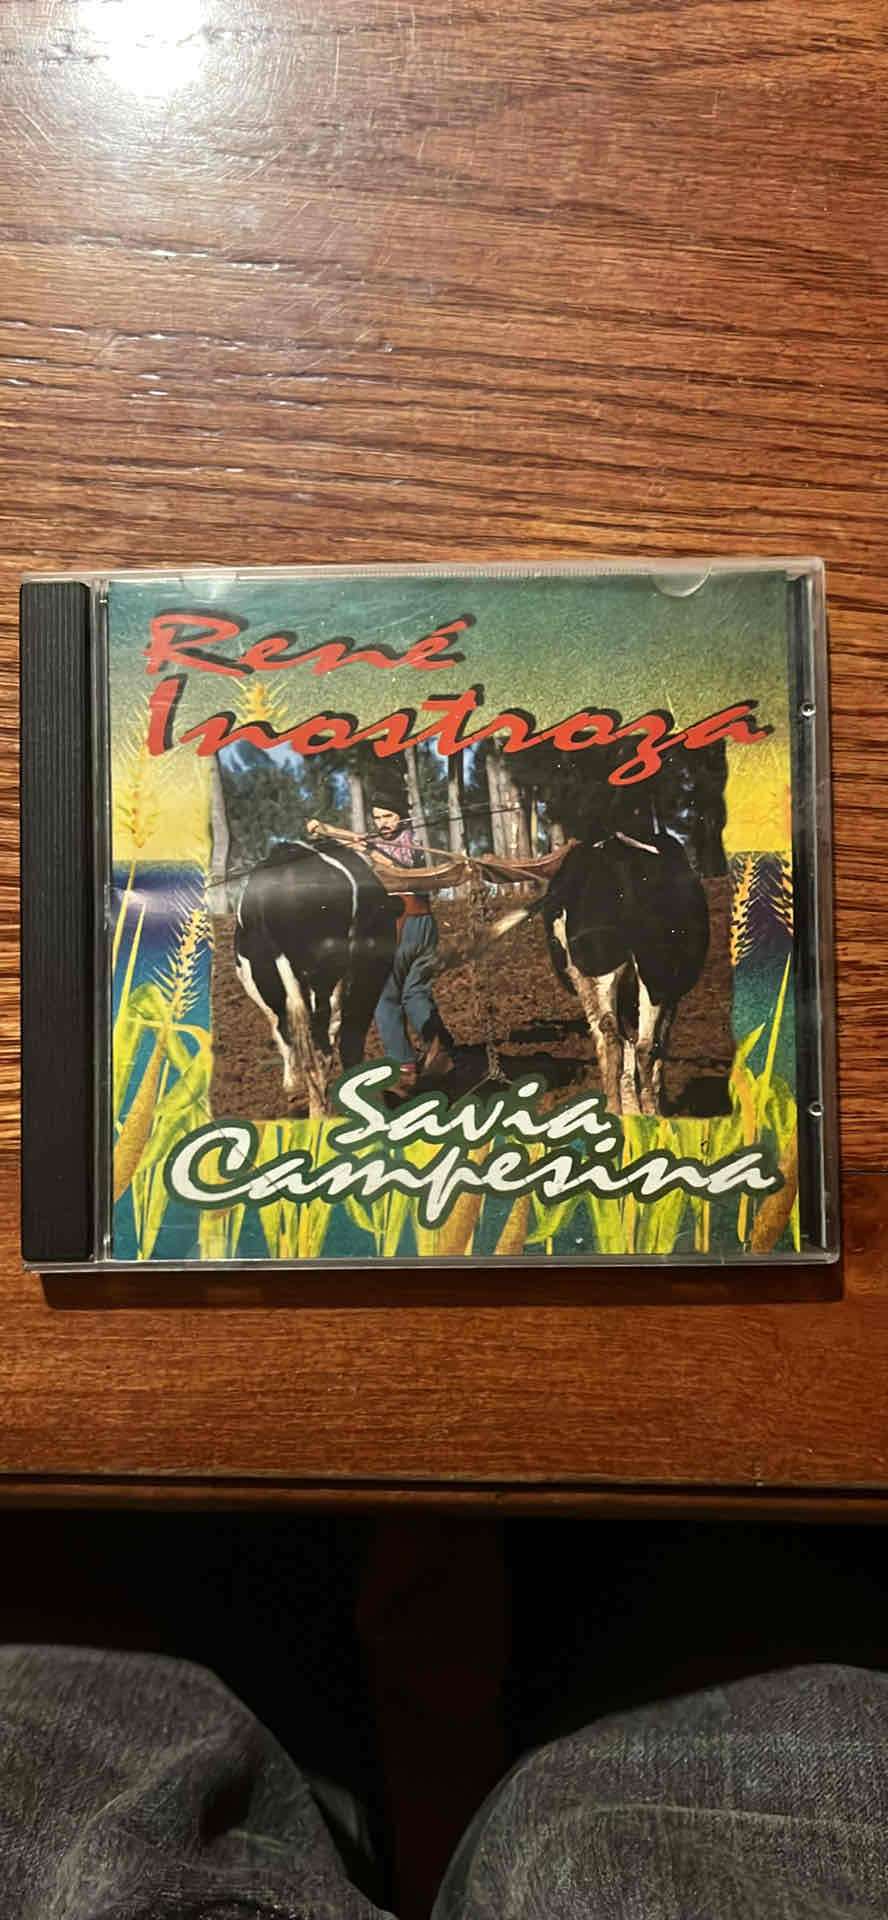 René
Inostroza
Savia
Campesina